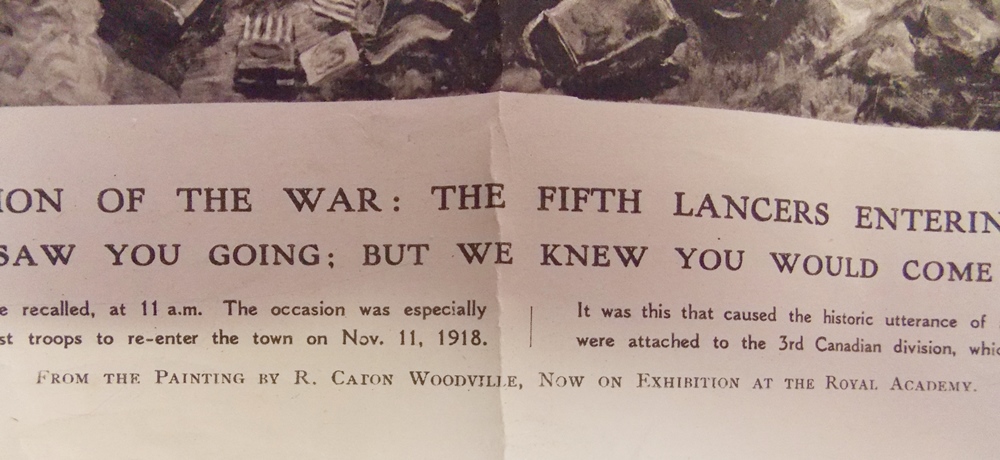 ION OF THE WAR: THE FIFTH LANCERS ENTERIN
SAW YOU GOING; BUT WE KNEW YOU WOULD COME
e recalled, at 11 a.m. The occasion was especially
st troops to re-enter the town on Nov. 11, 1918.
It was this that caused the historic utterance of
were attached to the 3rd Canadian division, whic
FROM THE PAINTING BY R. CATON WOODVILLE, NOW ON EXHIBITION AT THE ROYAL ACADEMY.